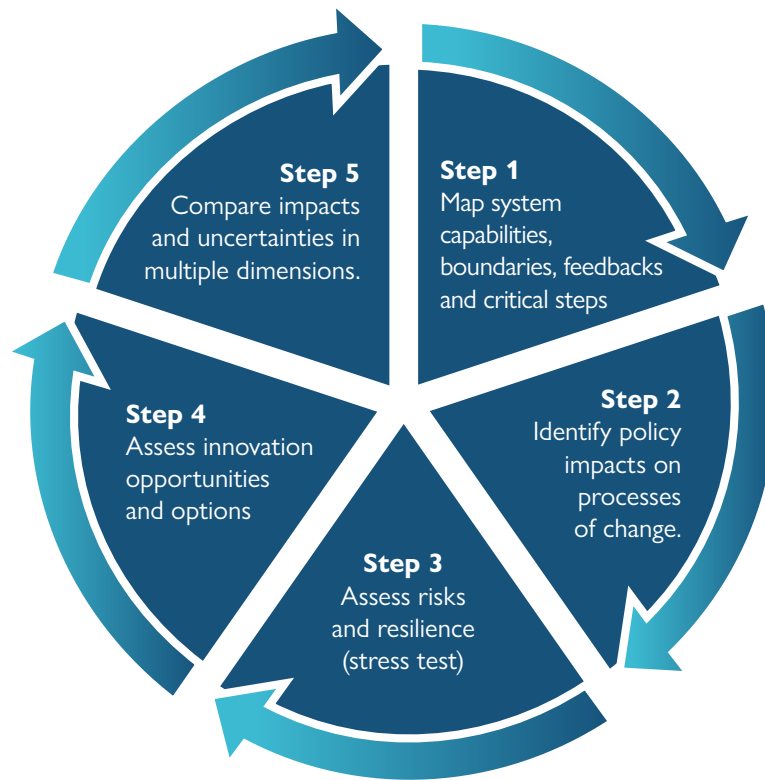 Step 1
Map system
capabilities,
boundaries, feedbacks
and critical steps
Step 2
Identify policy
impacts on
processes
of change.
Step 3
Assess risks
and resilience
(stress test)
Step 4
Assess innovation
opportunities
and options
Step 5
Compare impacts
and uncertainties in
multiple dimensions.